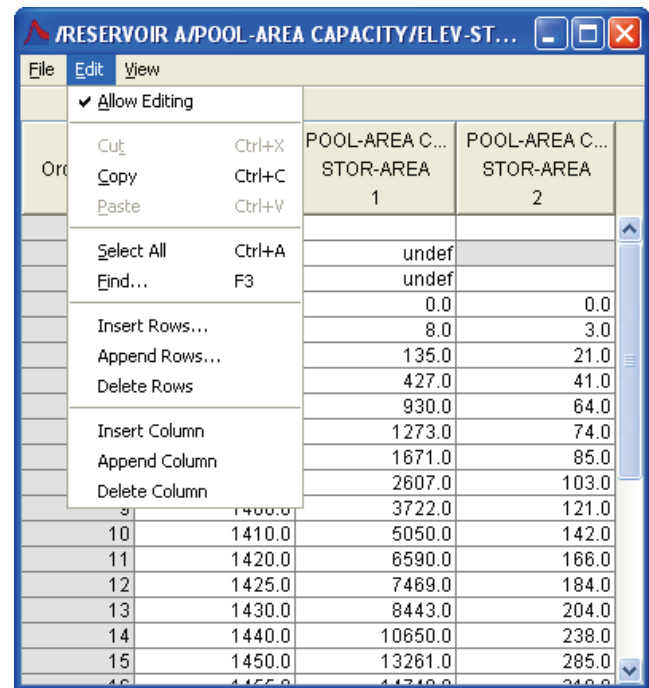 /RESERVOIR A/POOL-AREA CAPACITY/ELEV-ST...
File Edit View
✔ Allow Editing
Cut Ctrl+X
Copy Ctrl+C
Paste Ctrl+V
Select All Ctrl+A
Find... F3
Insert Rows...
Append Rows...
Delete Rows
Insert Column
Append Column
Delete Column
Ord
POOL-AREA C... POOL-AREA C...
STOR-AREA STOR-AREA
1 2
undef
undef
0.0 0.0
8.0 3.0
135.0 21.0
427.0 41.0
930.0 64.0
1273.0 74.0
1671.0 85.0
2607.0 103.0
9 1400.0 3722.0 121.0
10 1410.0 5050.0 142.0
11 1420.0 6590.0 166.0
12 1425.0 7469.0 184.0
13 1430.0 8443.0 204.0
14 1440.0 10650.0 238.0
15 1450.0 13261.0 285.0